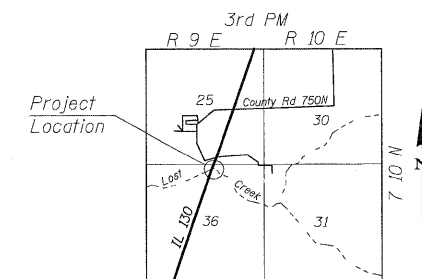 3rd PM
R 9 E
R 10 E
Project
Location
25
County Rd 750N
30
T 10 N
N
Lost
Creek
IL 130
36
31